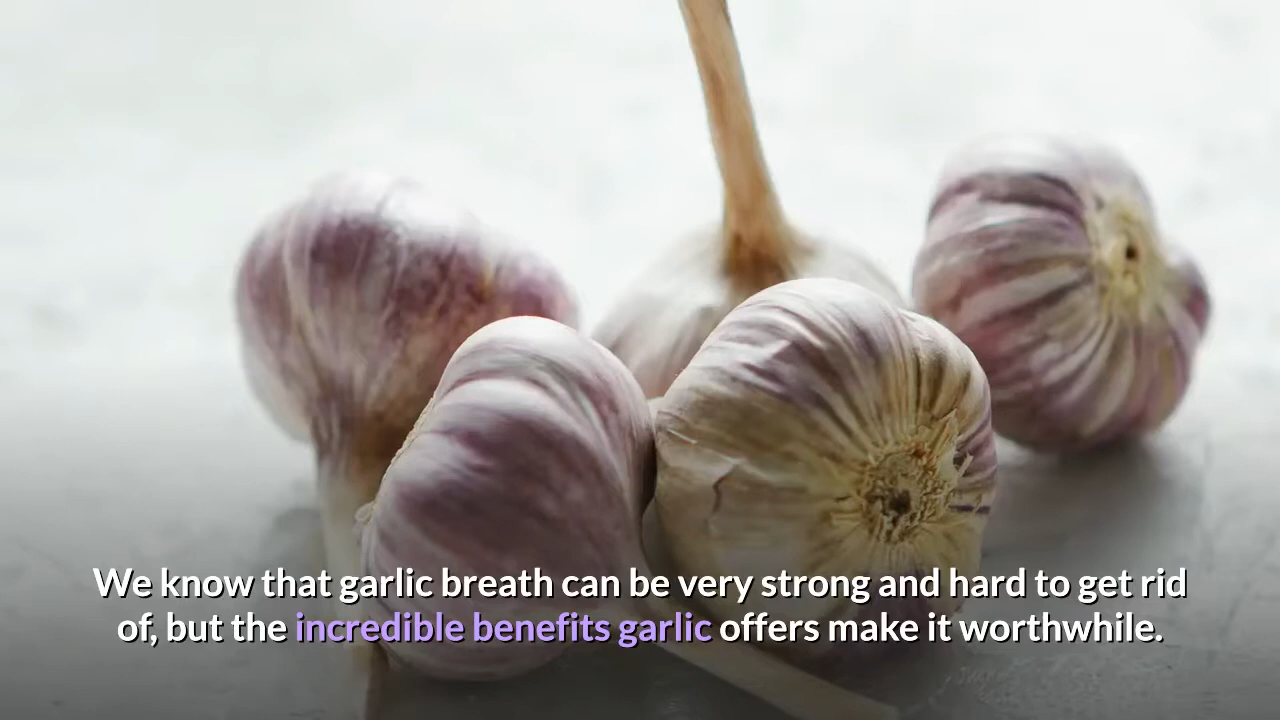 We know that garlic breath can be very strong and hard to get rid
of, but the incredible benefits garlic offers make it worthwhile.